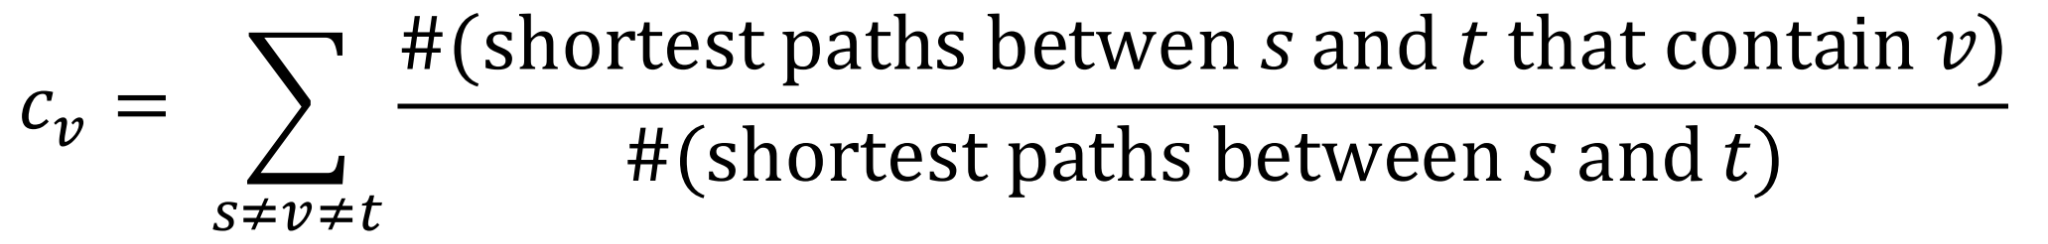 #(shortest paths betwen s and t that contain v)
c_v = ∑
#(shortest paths between s and t)
s≠v≠t